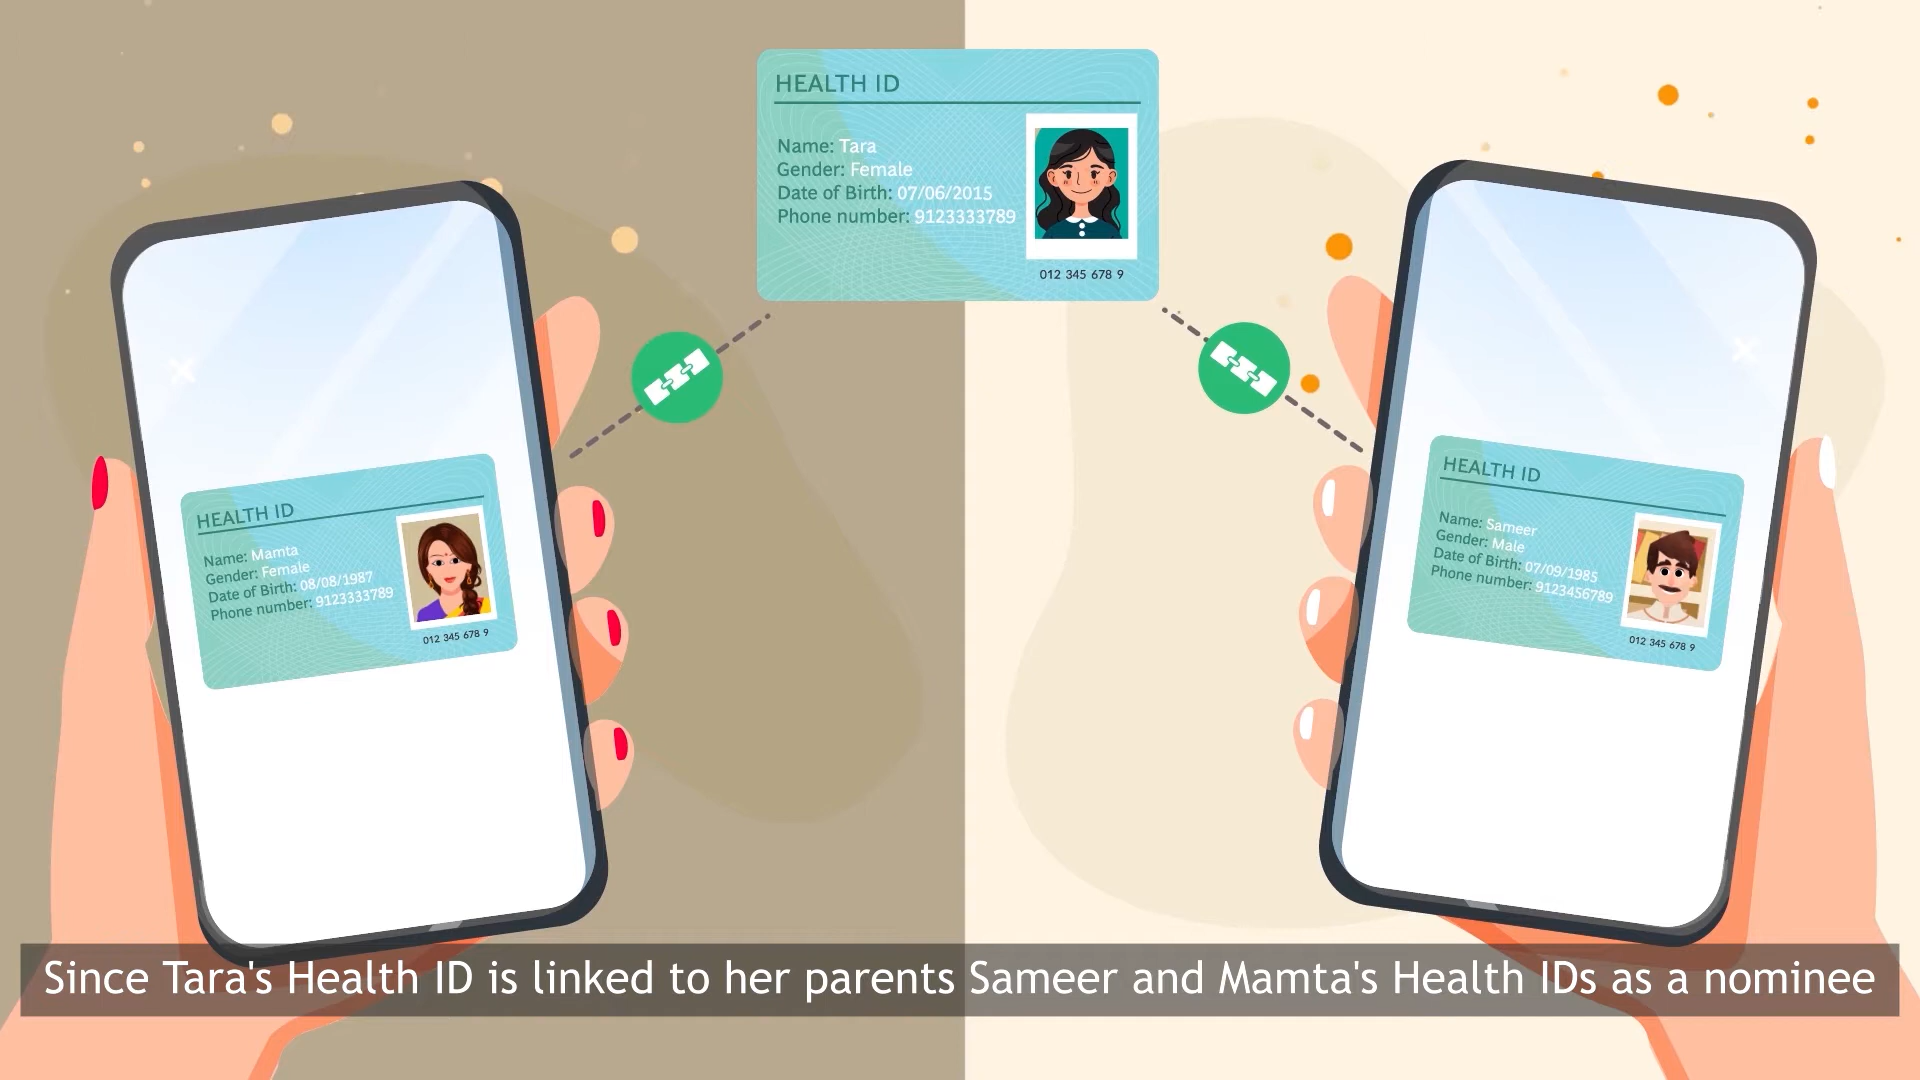 HEALTH ID
Name: Tara
Gender: Female
Date of Birth: 07/06/2015
Phone number: 9123333789
012 345 678 9
HEALTH ID
Name: Mamta
Gender: Female
Date of Birth: 08/08/1987
Phone number: 9123333789
012 345 678 9
HEALTH ID
Name: Sameer
Gender: Male
Date of Birth: 07/09/1985
Phone number: 9123456789
012 345 678 9
Since Tara's Health ID is linked to her parents Sameer and Mamta's Health IDs as a nominee